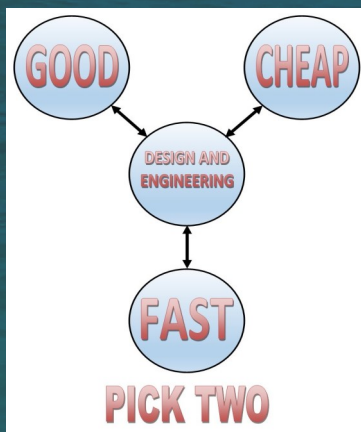 GOOD
CHEAP
DESIGN AND
ENGINEERING
FAST
PICK TWO